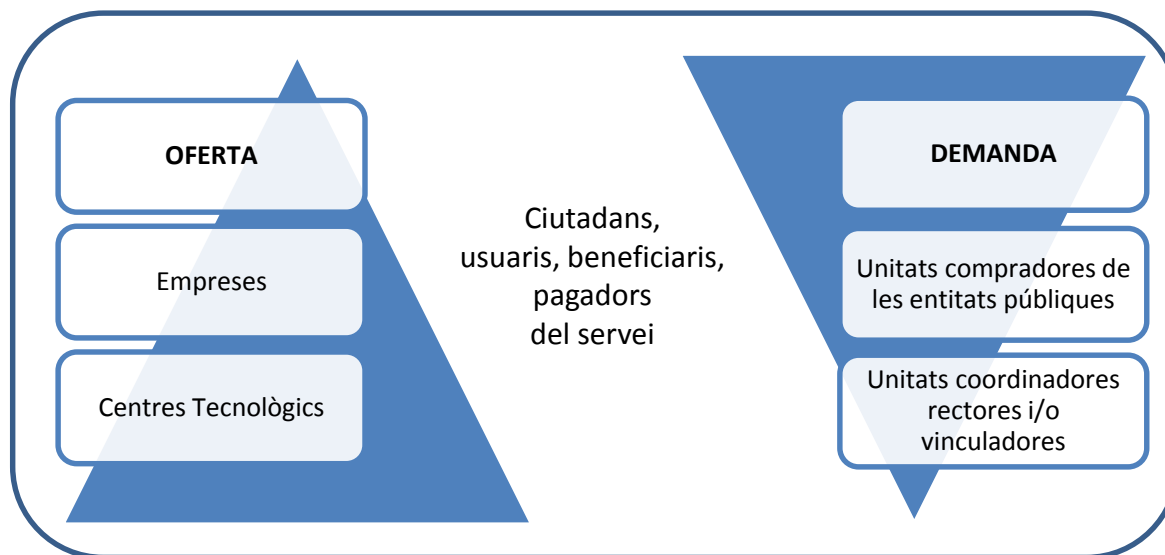 OFERTA
Empreses
Centres Tecnològics
Ciutadans,
usuaris, beneficiaris,
pagadors
del servei
DEMANDA
Unitats compradores de
les entitats públiques
Unitats coordinadores
rectores i/o
vinculadores